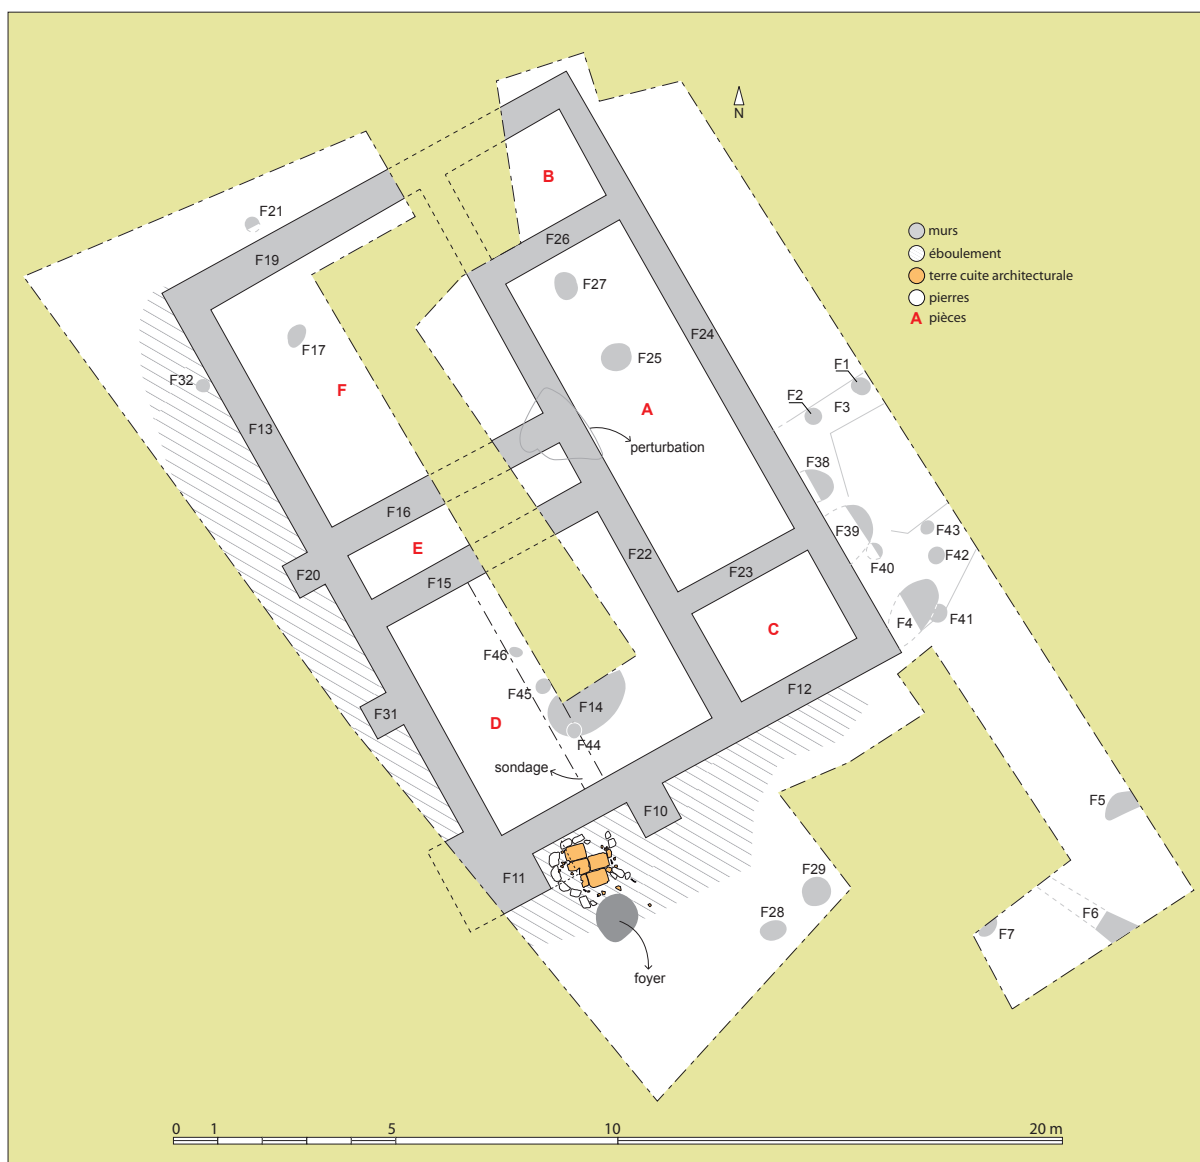 N
B
F21
F26
F19
murs
éboulement
terre cuite architecturale
pierres
A pièces
F27
F24
F17
F25
F32
F
F1
F2
F3
A
F13
perturbation
F38
F16
F39
F43
E
F22
F42
F20
F15
F23
F40
C
F4
F41
F46
F45
F12
F31
D
F14
F44
sondage
F5
F10
F11
F29
F28
F6
F7
foyer
0 1 5 10 20 m